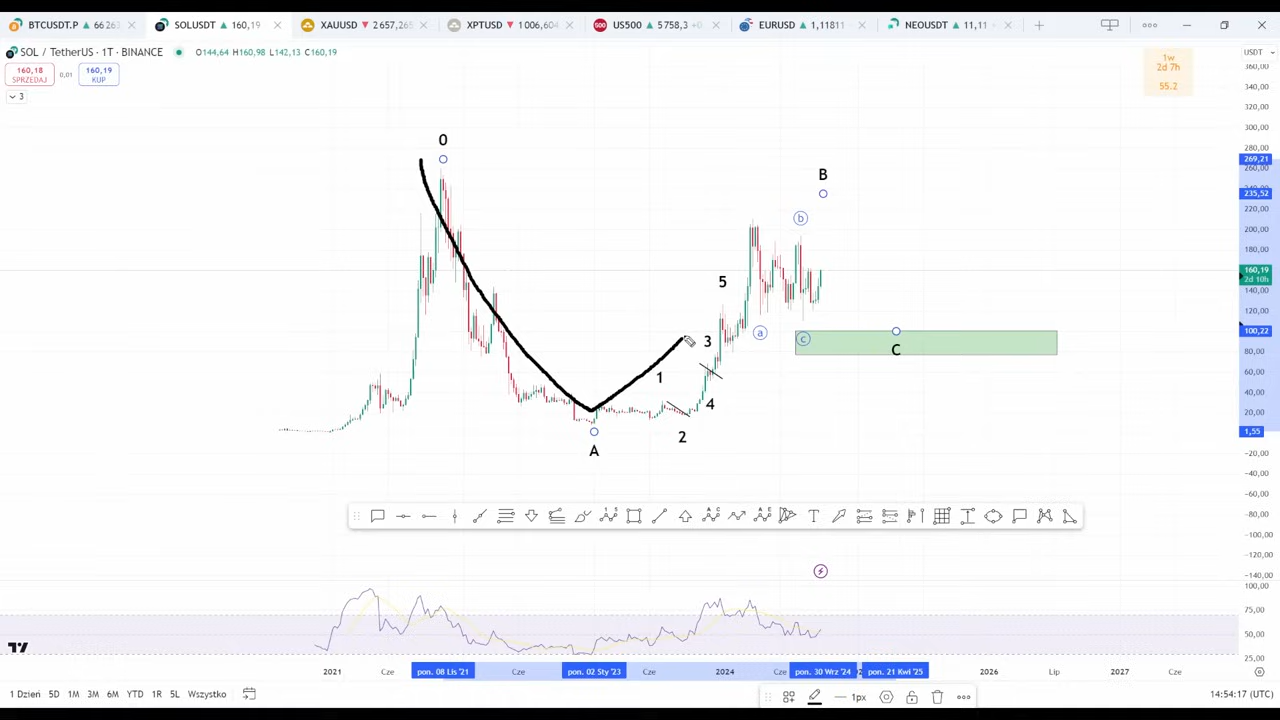 BTCUSDT.P ▲ 66 263
SOLUSDT ▲ 160,19
XAUUSD ▼ 2 657,265
XPTUSD ▼ 1 006,604
500 US500 ▲ 5 758,3
EURUSD ▲ 1,11811
NEOUSDT ▲ 11,11
SOL / TetherUS · 1T · BINANCE
O144,64 H160,98 L142,13 C160,19
160,18
SPRZEDAJ
0,01
160,19
KUP
3
1w
2d 7h
55.2
USDT
360,00
340,00
320,00
300,00
280,00
269,21
260,00
235,52
220,00
200,00
180,00
160,19
2d 10h
140,00
120,00
100,22
80,00
60,00
40,00
20,00
1,55
−20,00
−40,00
−60,00
−80,00
−100,00
−120,00
−140,00
100,00
75,00
50,00
25,00
0
B
b
5
a
3
c
C
1
4
2
A
2021
Cze
pon. 08 Lis '21
Cze
pon. 02 Sty '23
Cze
2024
Cze
pon. 30 Wrz '24
pon. 21 Kwi '25
2026
Lip
2027
Cze
1 Dzień 5D 1M 3M 6M YTD 1R 5L Wszystko
1px
14:54:17 (UTC)